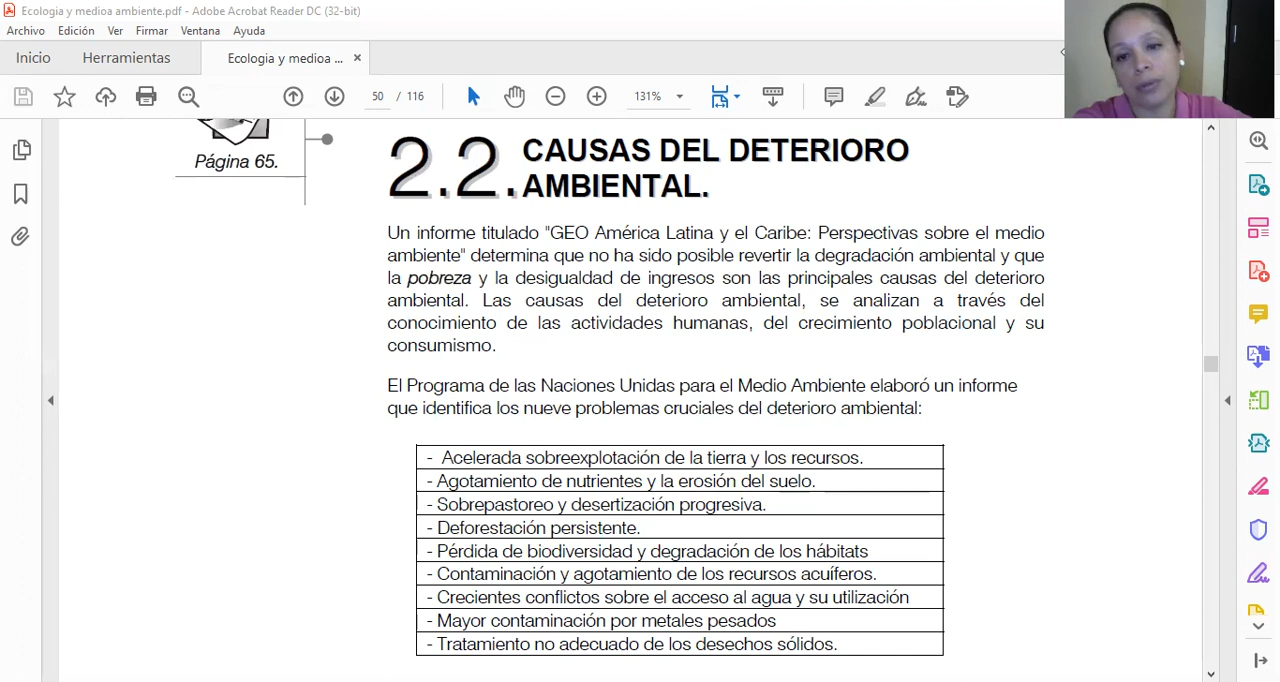 Ecologia y medioa ambiente.pdf - Adobe Acrobat Reader DC (32-bit)
Archivo Edición Ver Firmar Ventana Ayuda
Inicio Herramientas Ecologia y medioa ... ×
50 / 116 131%
Página 65.
2.2. CAUSAS DEL DETERIORO
AMBIENTAL.
Un informe titulado "GEO América Latina y el Caribe: Perspectivas sobre el medio
ambiente" determina que no ha sido posible revertir la degradación ambiental y que
la pobreza y la desigualdad de ingresos son las principales causas del deterioro
ambiental. Las causas del deterioro ambiental, se analizan a través del
conocimiento de las actividades humanas, del crecimiento poblacional y su
consumismo.
El Programa de las Naciones Unidas para el Medio Ambiente elaboró un informe
que identifica los nueve problemas cruciales del deterioro ambiental:
- Acelerada sobreexplotación de la tierra y los recursos.
- Agotamiento de nutrientes y la erosión del suelo.
- Sobrepastoreo y desertización progresiva.
- Deforestación persistente.
- Pérdida de biodiversidad y degradación de los hábitats
- Contaminación y agotamiento de los recursos acuíferos.
- Crecientes conflictos sobre el acceso al agua y su utilización
- Mayor contaminación por metales pesados
- Tratamiento no adecuado de los desechos sólidos.